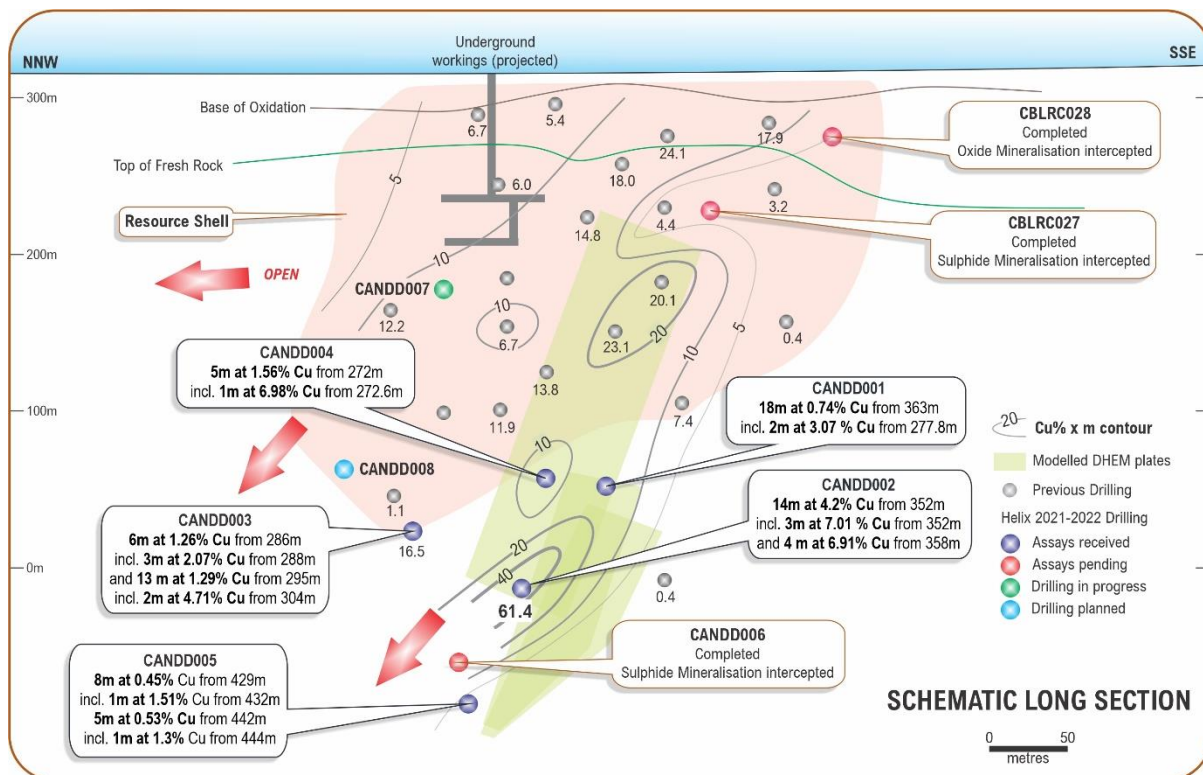 NNW
Underground
workings (projected)
SSE
300m
Base of Oxidation
6.7
5.4
17.9
24.1
CBLRC028
Completed
Oxide Mineralisation intercepted
Top of Fresh Rock
5
6.0
18.0
3.2
Resource Shell
14.8
4.4
CBLRC027
Completed
Sulphide Mineralisation intercepted
200m
10
OPEN
CANDD007
12.2
10
6.7
20.1
20
23.1
10
5
0.4
CANDD004
5m at 1.56% Cu from 272m
incl. 1m at 6.98% Cu from 272.6m
13.8
100m
11.9
7.4
CANDD001
18m at 0.74% Cu from 363m
incl. 2m at 3.07 % Cu from 277.8m
20 Cu% x m contour
Modelled DHEM plates
Previous Drilling
Helix 2021-2022 Drilling
Assays received
Assays pending
Drilling in progress
Drilling planned
10
CANDD008
1.1
16.5
CANDD002
14m at 4.2% Cu from 352m
incl. 3m at 7.01 % Cu from 352m
and 4 m at 6.91% Cu from 358m
CANDD003
6m at 1.26% Cu from 286m
incl. 3m at 2.07% Cu from 288m
and 13 m at 1.29% Cu from 295m
incl. 2m at 4.71% Cu from 304m
0m
20
40
61.4
0.4
CANDD006
Completed
Sulphide Mineralisation intercepted
CANDD005
8m at 0.45% Cu from 429m
incl. 1m at 1.51% Cu from 432m
5m at 0.53% Cu from 442m
incl. 1m at 1.3% Cu from 444m
SCHEMATIC LONG SECTION
0 50
metres